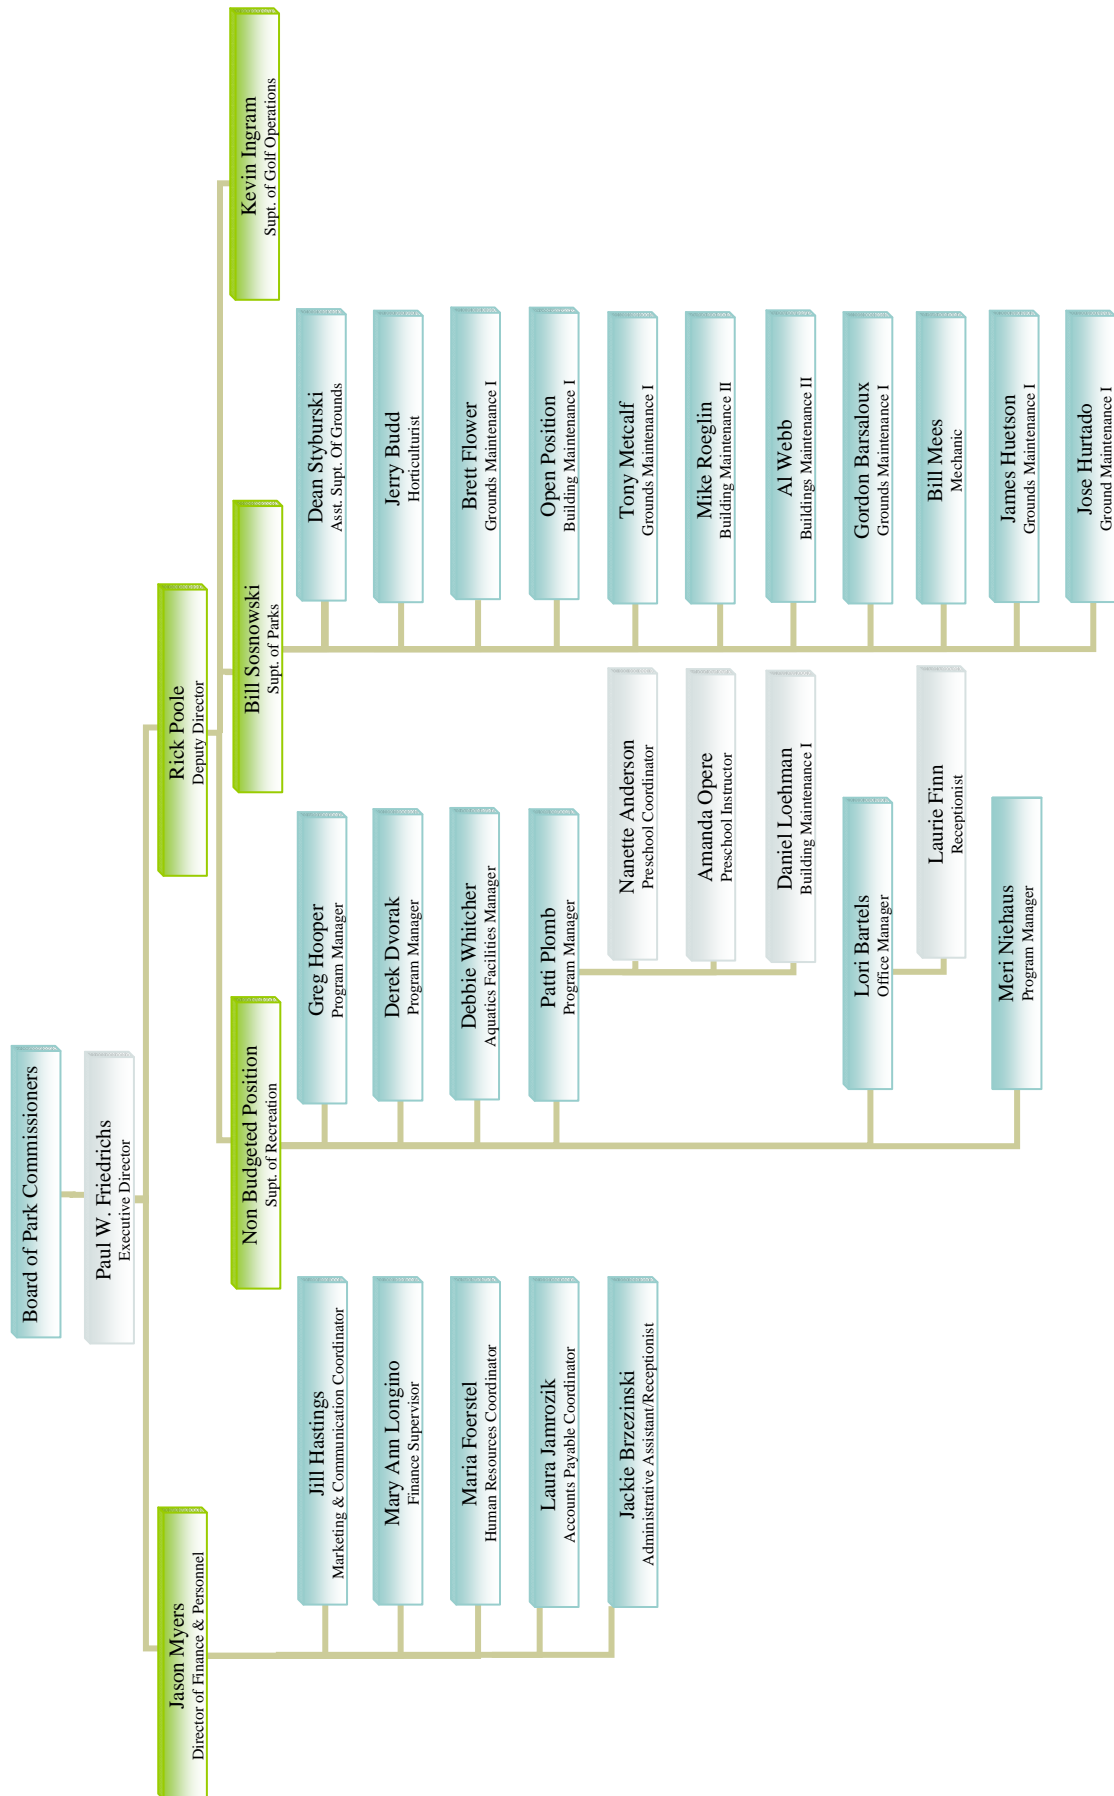 Board of Park Commissioners
Paul W. Friedrichs
Executive Director
Jason Myers
Director of Finance & Personnel
Jill Hastings
Marketing & Communication Coordinator
Mary Ann Longino
Finance Supervisor
Maria Foerstel
Human Resources Coordinator
Laura Jamrozik
Accounts Payable Coordinator
Jackie Brzezinski
Administrative Assistant/Receptionist
Rick Poole
Deputy Director
Non Budgeted Position
Supt. of Recreation
Greg Hooper
Program Manager
Derek Dvorak
Program Manager
Debbie Whitcher
Aquatics Facilities Manager
Patti Plomb
Program Manager
Nanette Anderson
Preschool Coordinator
Amanda Opere
Preschool Instructor
Daniel Loehman
Building Maintenance I
Lori Bartels
Office Manager
Laurie Finn
Receptionist
Meri Niehaus
Program Manager
Bill Sosnowski
Supt. of Parks
Dean Styburski
Asst. Supt. Of Grounds
Jerry Budd
Horticulturist
Brett Flower
Grounds Maintenance I
Open Position
Building Maintenance I
Tony Metcalf
Grounds Maintenance I
Mike Roeglin
Building Maintenance II
Al Webb
Buildings Maintenance II
Gordon Barsaloux
Grounds Maintenance I
Bill Mees
Mechanic
James Huetson
Grounds Maintenance I
Jose Hurtado
Ground Maintenance I
Kevin Ingram
Supt. of Golf Operations